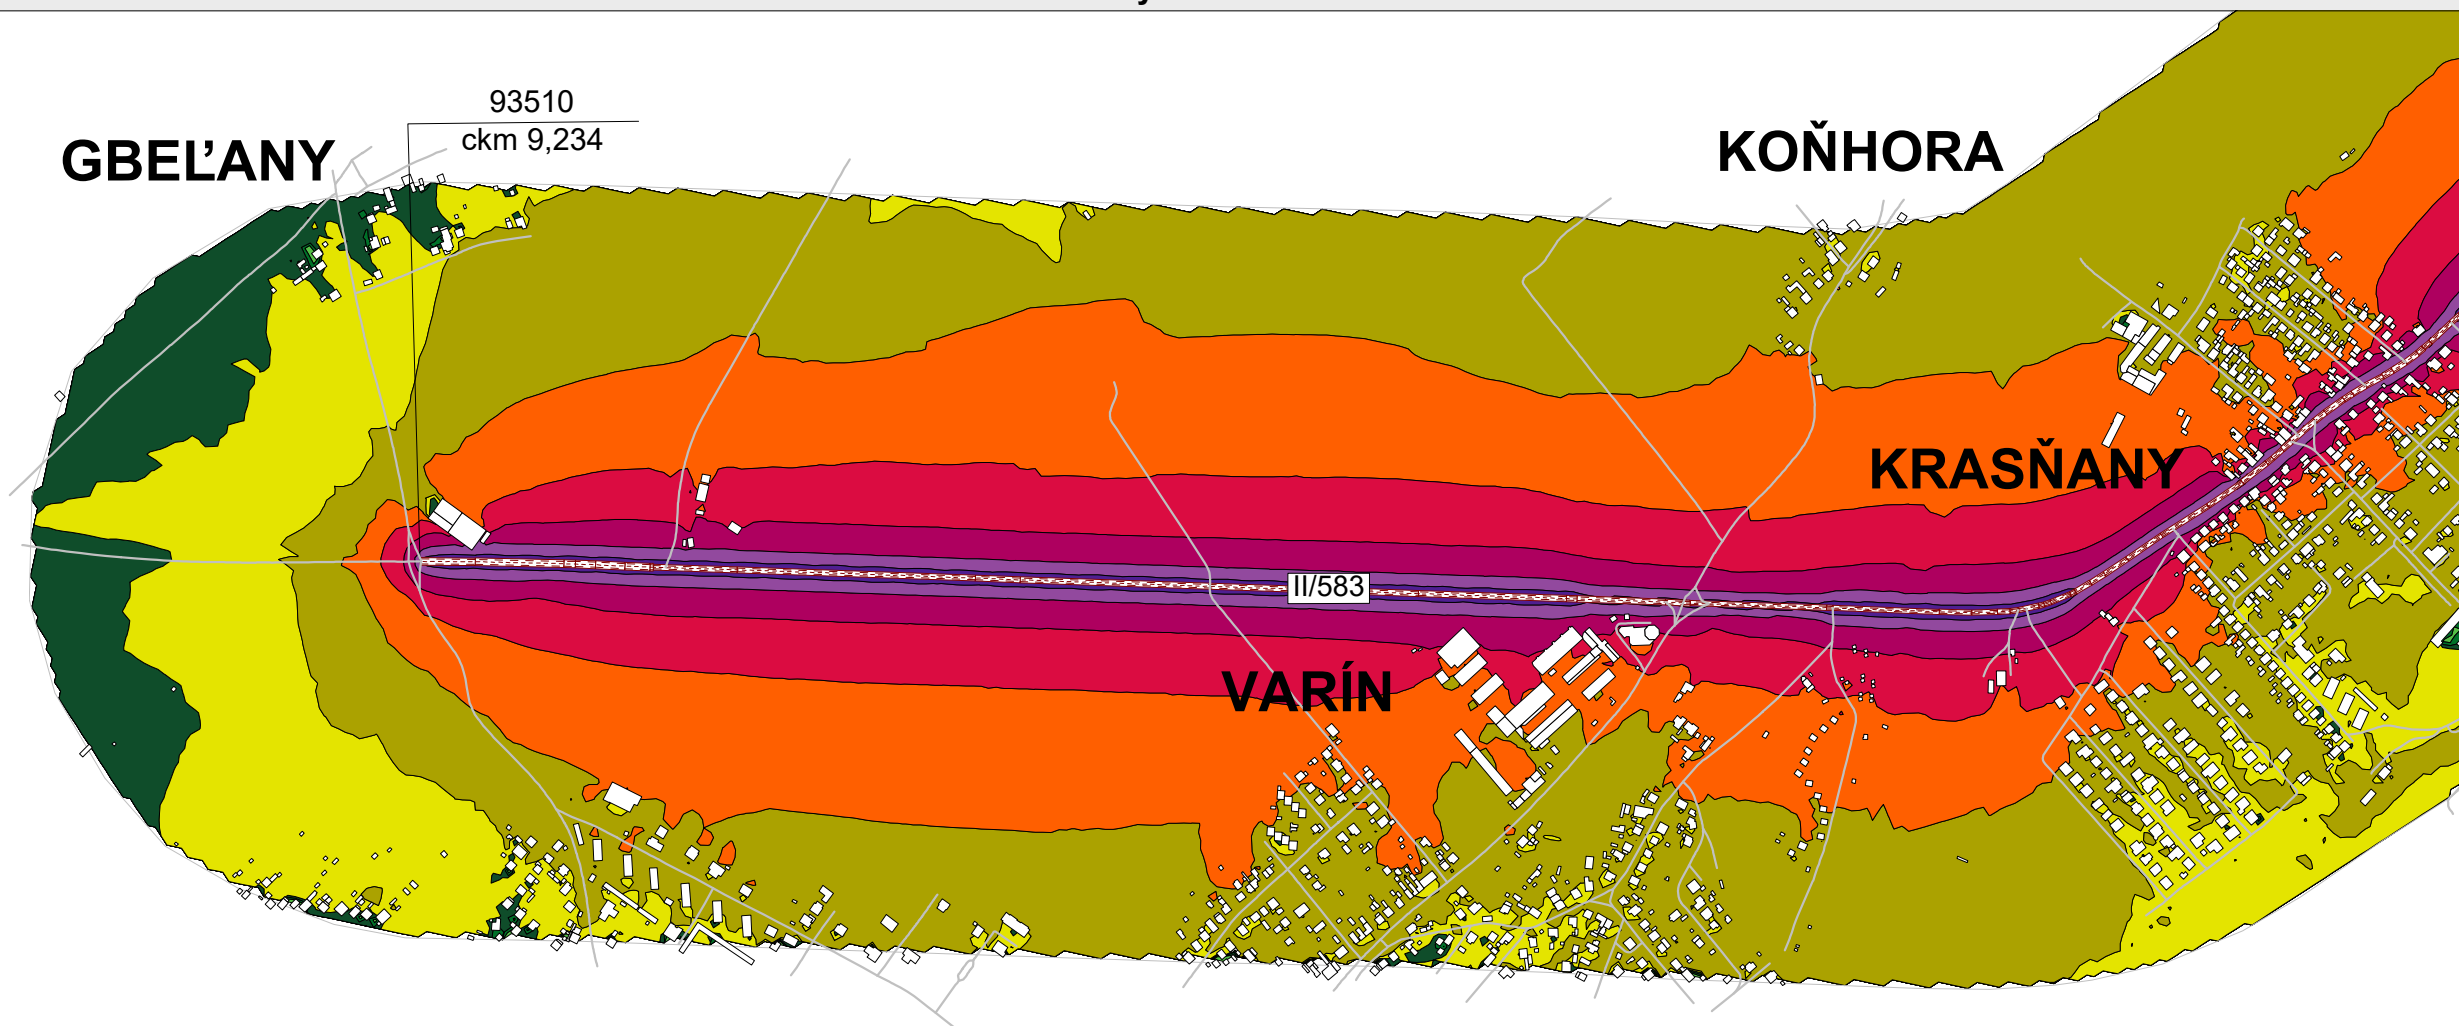 93510
ckm 9,234
GBEĽANY
KOŇHORA
KRASŇANY
II/583
VARÍN